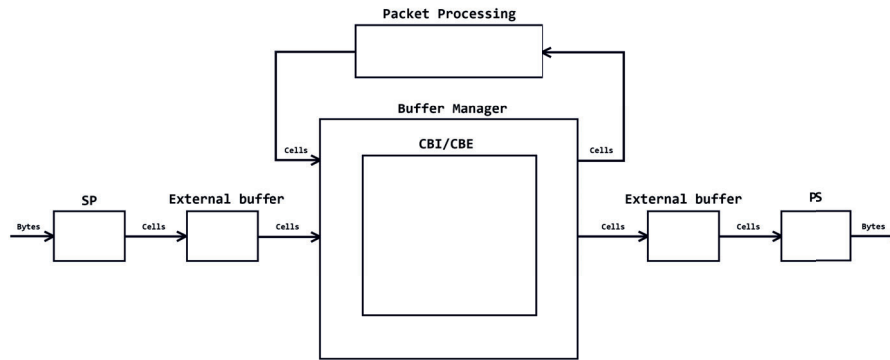 Packet Processing
Buffer Manager
Cells
CBI/CBE
Cells
SP
External buffer
External buffer
PS
Bytes
Cells
Cells
Cells
Cells
Bytes